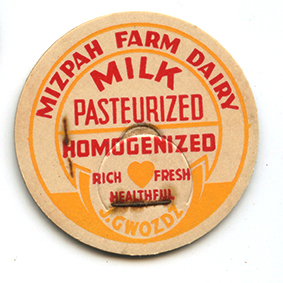 MIZPAH FARM DAIRY
MILK
PASTEURIZED
HOMOGENIZED
RICH FRESH
HEALTHFUL
J. GWOZDZ